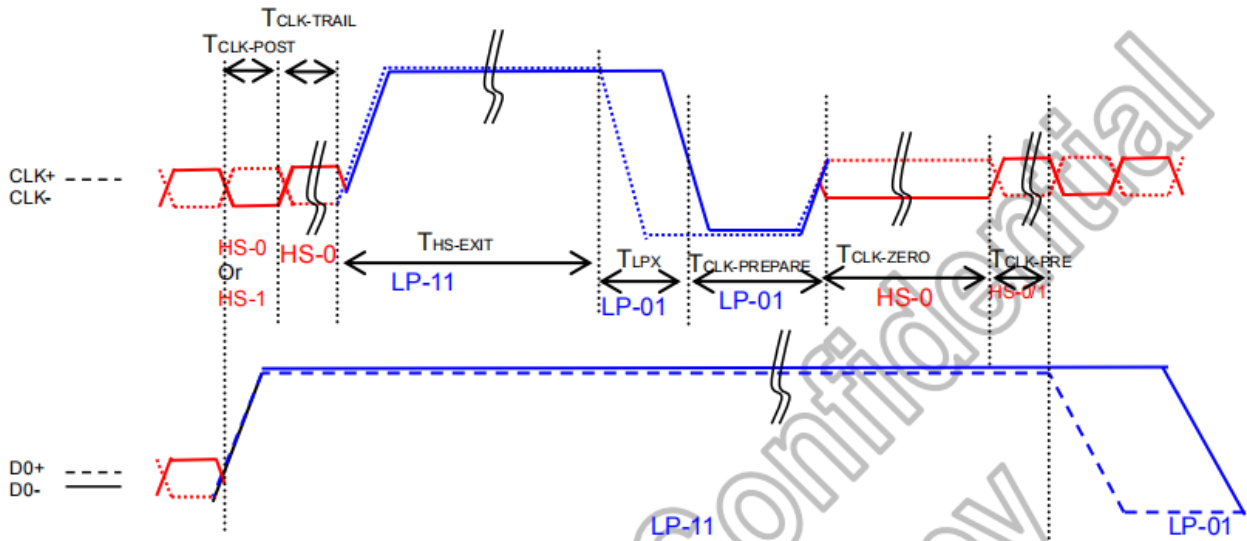 TCLK-TRAIL
TCLK-POST
CLK+
CLK-
HS-0
Or
HS-1
HS-0
THS-EXIT
LP-11
TLPX
LP-01
TCLK-PREPARE
LP-01
TCLK-ZERO
HS-0
TCLK-PRE
HS-0/1
D0+
D0-
LP-11
LP-01
Confidential